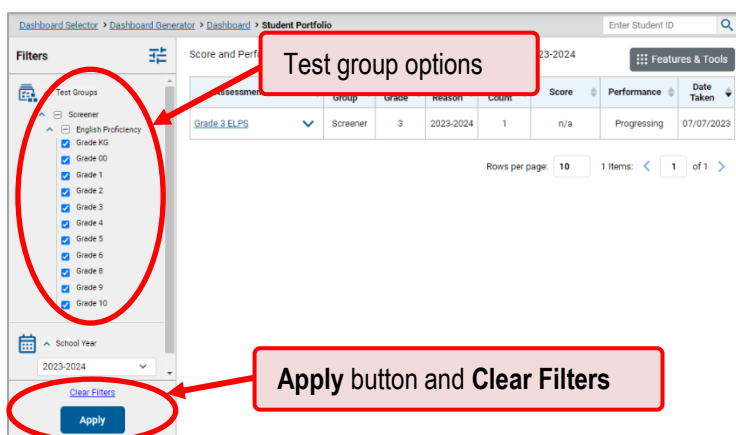 Dashboard Selector > Dashboard Generator > Dashboard > Student Portfolio
Enter Student ID
Filters
Score and Perf
Test group options
23-2024
Features & Tools
Test Groups
Screener
English Proficiency
Grade KG
Grade 00
Grade 1
Grade 2
Grade 3
Grade 4
Grade 5
Grade 6
Grade 8
Grade 9
Grade 10
Group
Grade
Reason
Count
Score
Performance
Date Taken
Grade 3 ELPS
Screener
3
2023-2024
1
n/a
Progressing
07/07/2023
Rows per page: 10
1 Items: < 1 of 1 >
School Year
2023-2024
Clear Filters
Apply
Apply button and Clear Filters